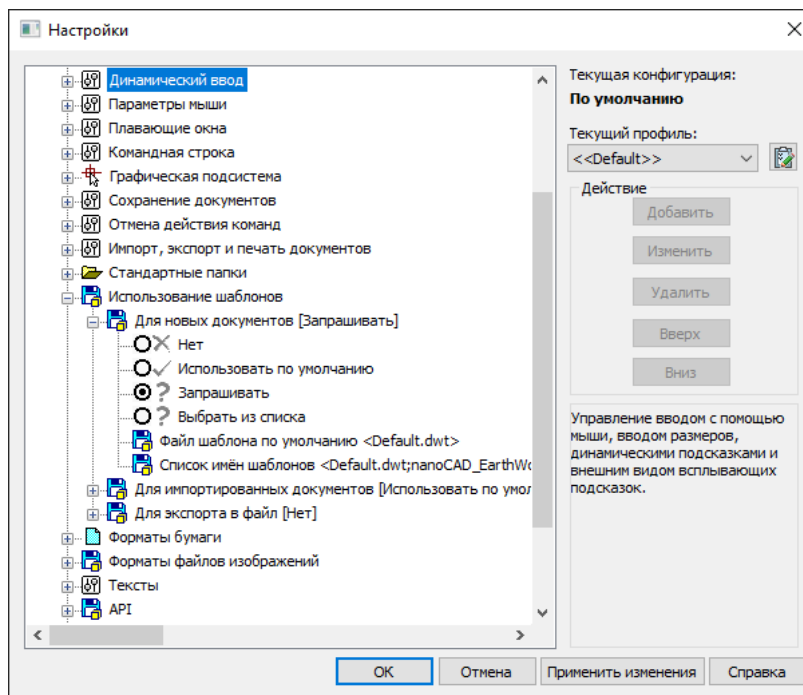 Настройки
Динамический ввод
Параметры мыши
Плавающие окна
Командная строка
Графическая подсистема
Сохранение документов
Отмена действия команд
Импорт, экспорт и печать документов
Стандартные папки
Использование шаблонов
Для новых документов [Запрашивать]
Нет
Использовать по умолчанию
Запрашивать
Выбрать из списка
Файл шаблона по умолчанию <Default.dwt>
Список имён шаблонов <Default.dwt;nanoCAD_EarthWo
Для импортированных документов [Использовать по умол
Для экспорта в файл [Нет]
Форматы бумаги
Форматы файлов изображений
Тексты
API
Текущая конфигурация:
По умолчанию
Текущий профиль:
<<Default>>
Действие
Добавить
Изменить
Удалить
Вверх
Вниз
Управление вводом с помощью
мыши, вводом размеров,
динамическими подсказками и
внешним видом всплывающих
подсказок.
ОК
Отмена
Применить изменения
Справка